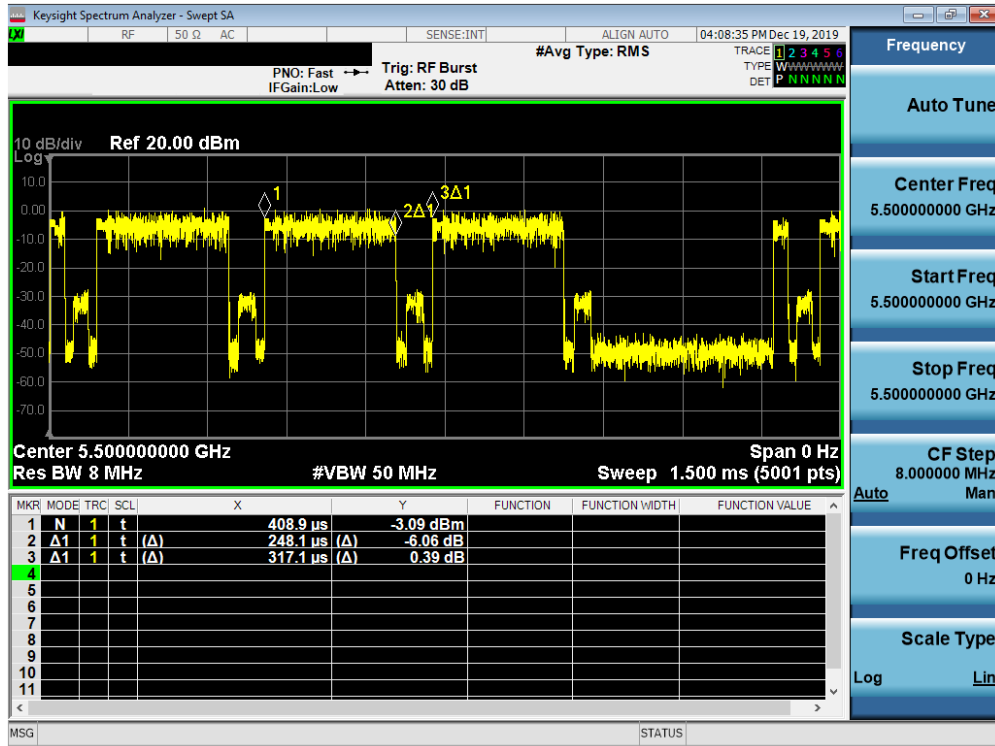 Keysight Spectrum Analyzer - Swept SA
LXI RF 50 Ω AC SENSE:INT ALIGN AUTO 04:08:35 PM Dec 19, 2019
#Avg Type: RMS TRACE 1 2 3 4 5 6
PNO: Fast Trig: RF Burst TYPE WWWWWW
IFGain:Low Atten: 30 dB DET P N N N N N
10 dB/div Ref 20.00 dBm
Log
10.0
0.00
-10.0
-20.0
-30.0
-40.0
-50.0
-60.0
-70.0
1
2Δ1
3Δ1
Center 5.500000000 GHz Span 0 Hz
Res BW 8 MHz #VBW 50 MHz Sweep 1.500 ms (5001 pts)
MKR MODE TRC SCL X Y FUNCTION FUNCTION WIDTH FUNCTION VALUE
1 N 1 t 408.9 µs -3.09 dBm
2 Δ1 1 t (Δ) 248.1 µs (Δ) -6.06 dB
3 Δ1 1 t (Δ) 317.1 µs (Δ) 0.39 dB
4
5
6
7
8
9
10
11
MSG STATUS
Frequency
Auto Tune
Center Freq
5.500000000 GHz
Start Freq
5.500000000 GHz
Stop Freq
5.500000000 GHz
CF Step
8.000000 MHz
Auto Man
Freq Offset
0 Hz
Scale Type
Log Lin